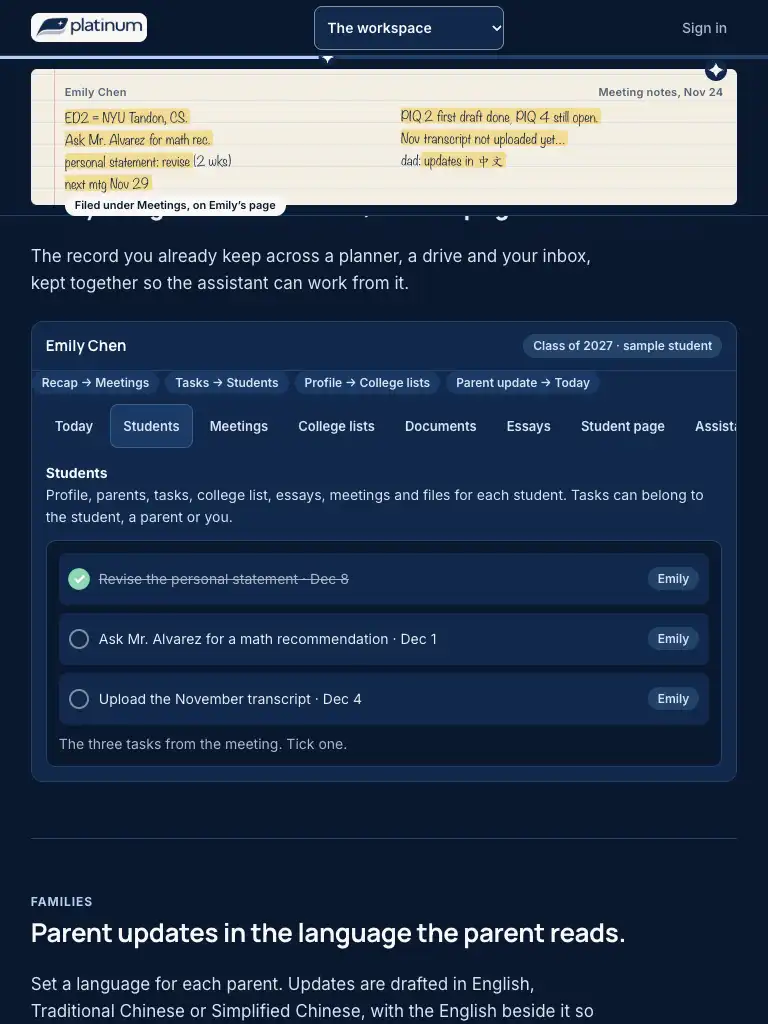 platinum
The workspace
Sign in
Emily Chen
Meeting notes, Nov 24
ED2 = NYU Tandon, CS.
Ask Mr. Alvarez for math rec.
personal statement: revise (2 wks)
next mtg Nov 29
PIQ 2 first draft done, PIQ 4 still open.
Nov transcript not uploaded yet...
dad: updates in 中文
Filed under Meetings, on Emily's page
The record you already keep across a planner, a drive and your inbox,
kept together so the assistant can work from it.
Emily Chen
Class of 2027 · sample student
Recap → Meetings
Tasks → Students
Profile → College lists
Parent update → Today
Today
Students
Meetings
College lists
Documents
Essays
Student page
Assista
Students
Profile, parents, tasks, college list, essays, meetings and files for each student. Tasks can belong to
the student, a parent or you.
Revise the personal statement · Dec 8
Emily
Ask Mr. Alvarez for a math recommendation · Dec 1
Emily
Upload the November transcript · Dec 4
Emily
The three tasks from the meeting. Tick one.
FAMILIES
Parent updates in the language the parent reads.
Set a language for each parent. Updates are drafted in English,
Traditional Chinese or Simplified Chinese, with the English beside it so